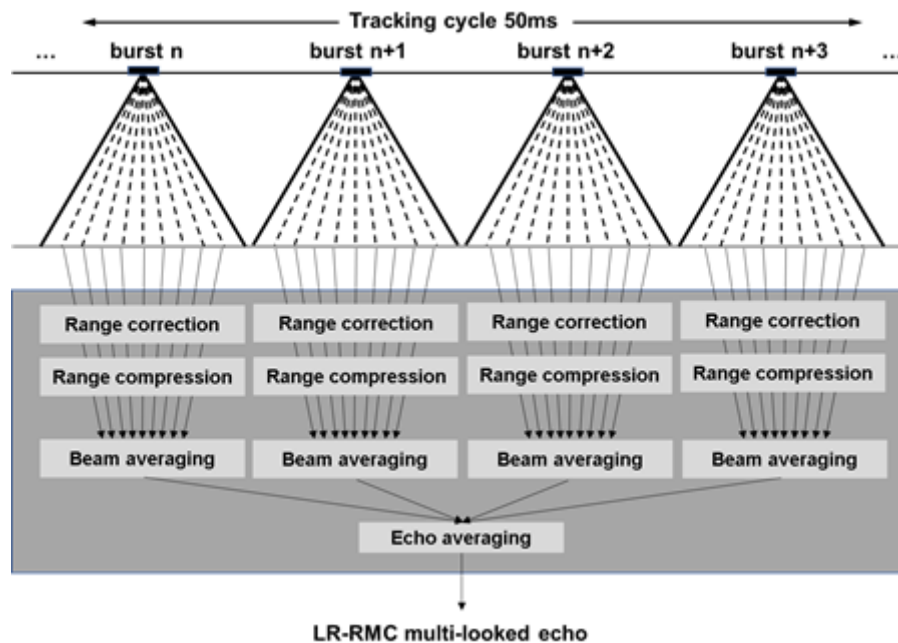 Tracking cycle 50ms
... burst n burst n+1 burst n+2 burst n+3 ...
Range correction Range correction Range correction Range correction
Range compression Range compression Range compression Range compression
Beam averaging Beam averaging Beam averaging Beam averaging
Echo averaging
LR-RMC multi-looked echo